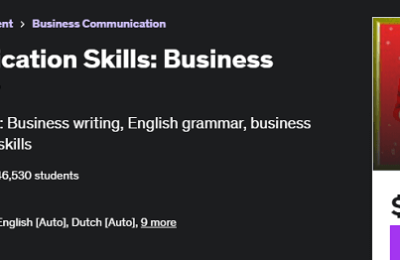 ent > Business Communication
ication Skills: Business
: Business writing, English grammar, business
skills
46,530 students
English [Auto], Dutch [Auto], 9 more
$